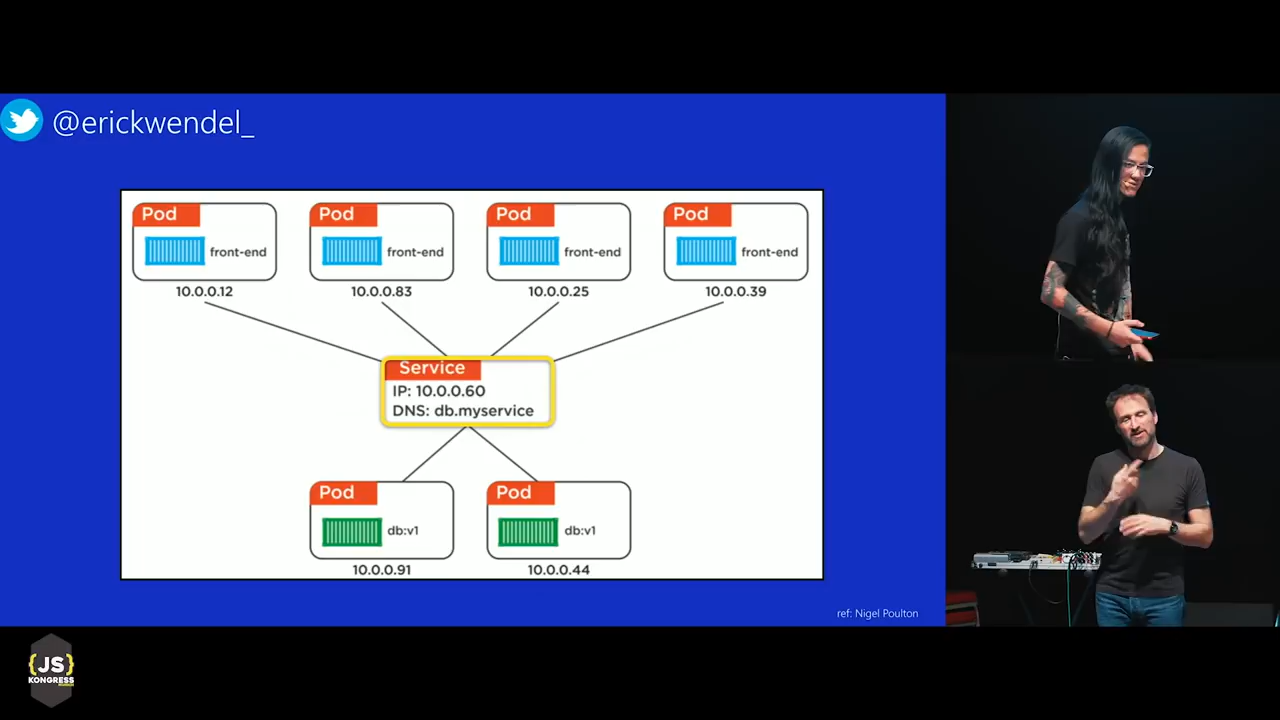 @erickwendel_
Pod
front-end
10.0.0.12
Pod
front-end
10.0.0.83
Pod
front-end
10.0.0.25
Pod
front-end
10.0.0.39
Service
IP: 10.0.0.60
DNS: db.myservice
Pod
db:v1
10.0.0.91
Pod
db:v1
10.0.0.44
ref: Nigel Poulton
{JS}
KONGRESS